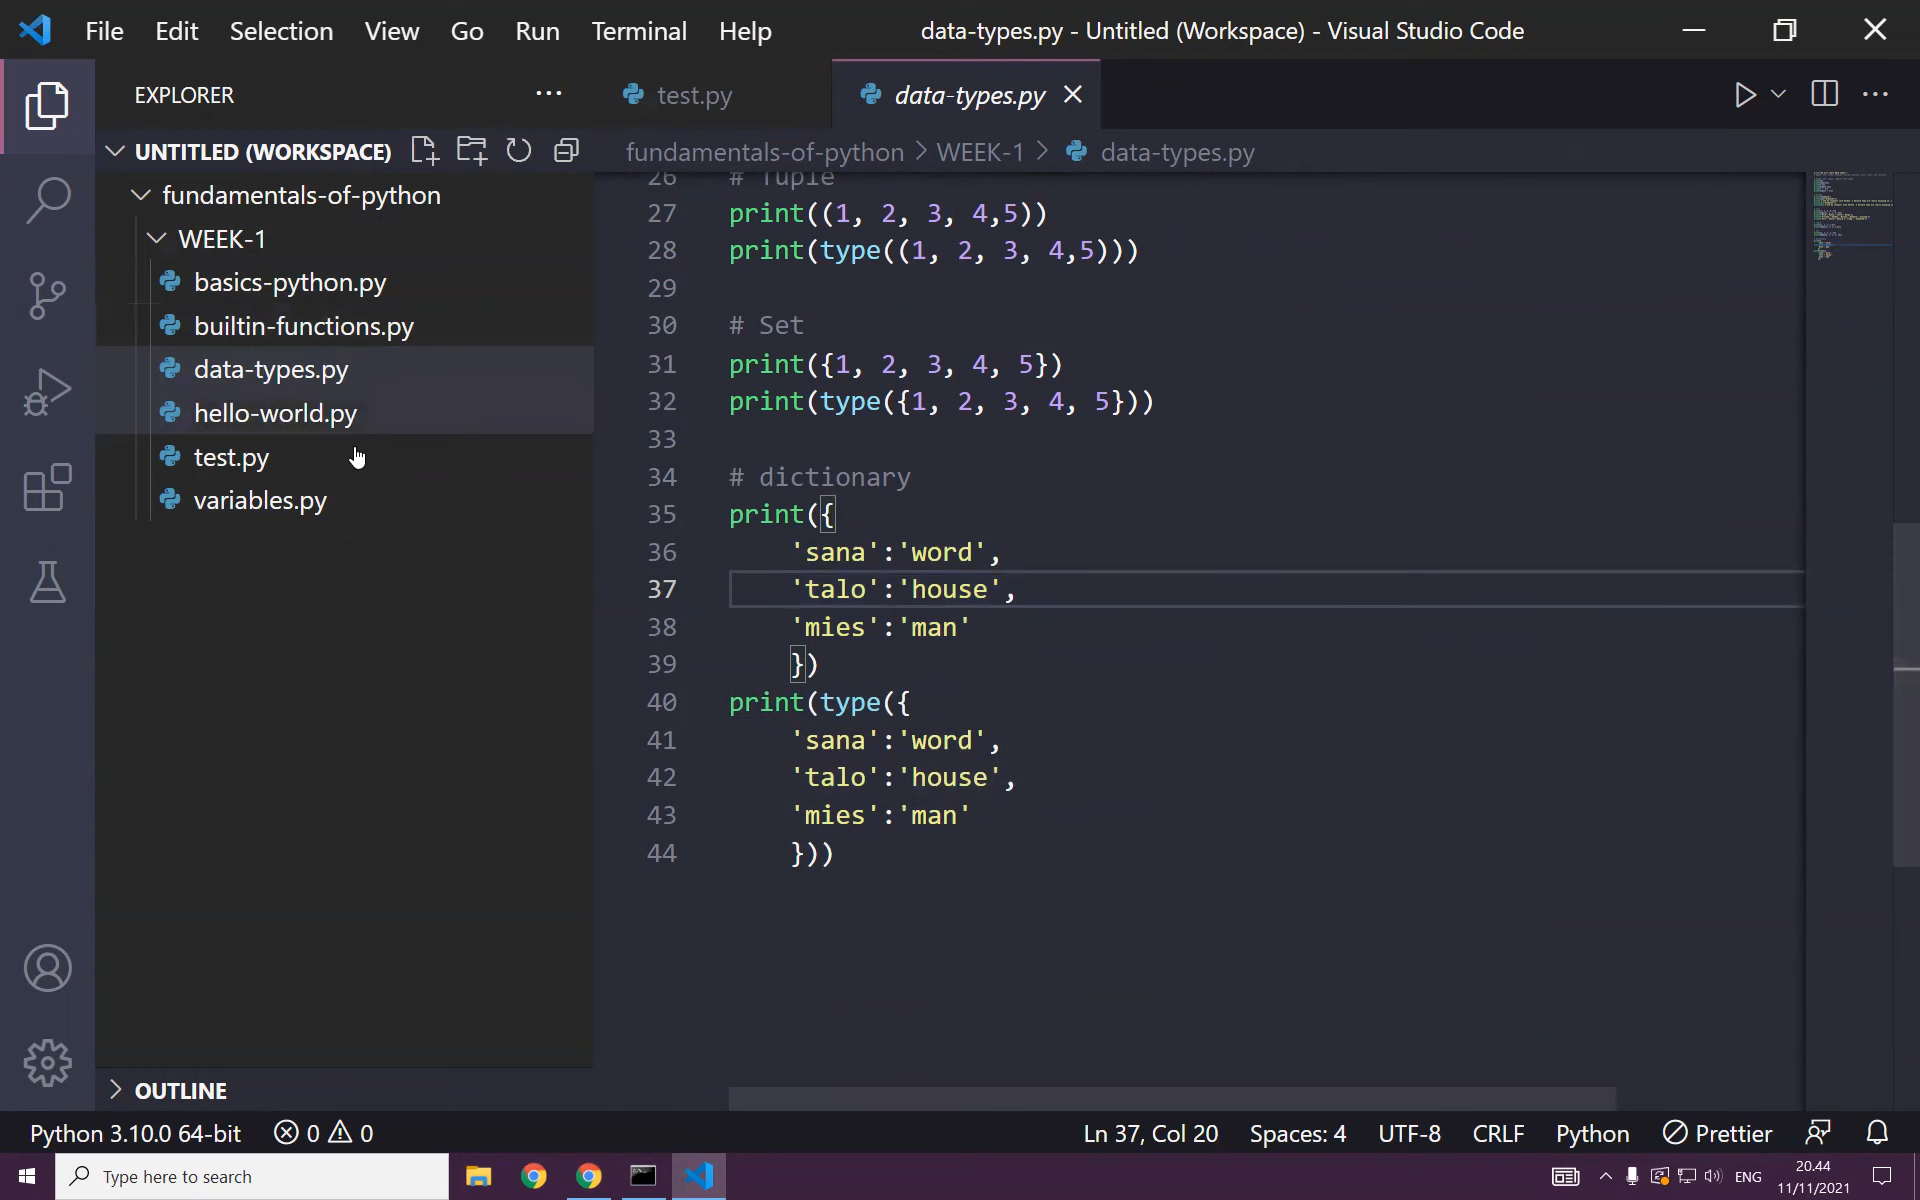 File Edit Selection View Go Run Terminal Help data-types.py - Untitled (Workspace) - Visual Studio Code
EXPLORER
UNTITLED (WORKSPACE)
fundamentals-of-python
WEEK-1
basics-python.py
builtin-functions.py
data-types.py
hello-world.py
test.py
variables.py
OUTLINE
test.py data-types.py
fundamentals-of-python > WEEK-1 > data-types.py
26 # Tuple
27 print((1, 2, 3, 4,5))
28 print(type((1, 2, 3, 4,5)))
29
30 # Set
31 print({1, 2, 3, 4, 5})
32 print(type({1, 2, 3, 4, 5}))
33
34 # dictionary
35 print({
36     'sana':'word',
37     'talo':'house',
38     'mies':'man'
39     })
40 print(type({
41     'sana':'word',
42     'talo':'house',
43     'mies':'man'
44     }))
Python 3.10.0 64-bit 0 0 Ln 37, Col 20 Spaces: 4 UTF-8 CRLF Python Prettier
Type here to search ENG 20.44
11/11/2021